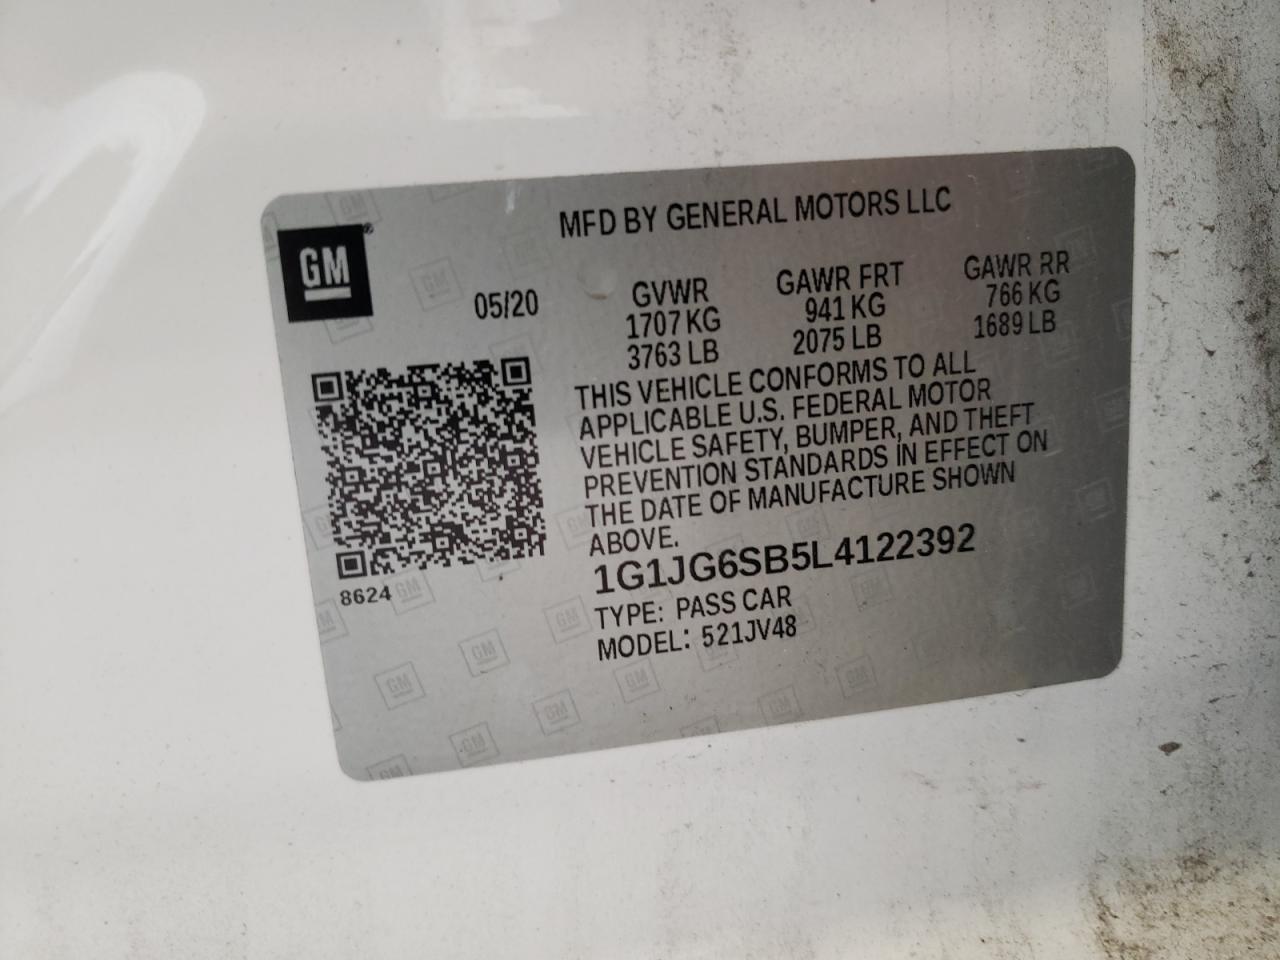 MFD BY GENERAL MOTORS LLC
GM®
05/20
GVWR
1707 KG
3763 LB
GAWR FRT
941 KG
2075 LB
GAWR RR
766 KG
1689 LB
THIS VEHICLE CONFORMS TO ALL
APPLICABLE U.S. FEDERAL MOTOR
VEHICLE SAFETY, BUMPER, AND THEFT
PREVENTION STANDARDS IN EFFECT ON
THE DATE OF MANUFACTURE SHOWN
ABOVE.
1G1JG6SB5L4122392
8624
TYPE: PASS CAR
MODEL: 521JV48